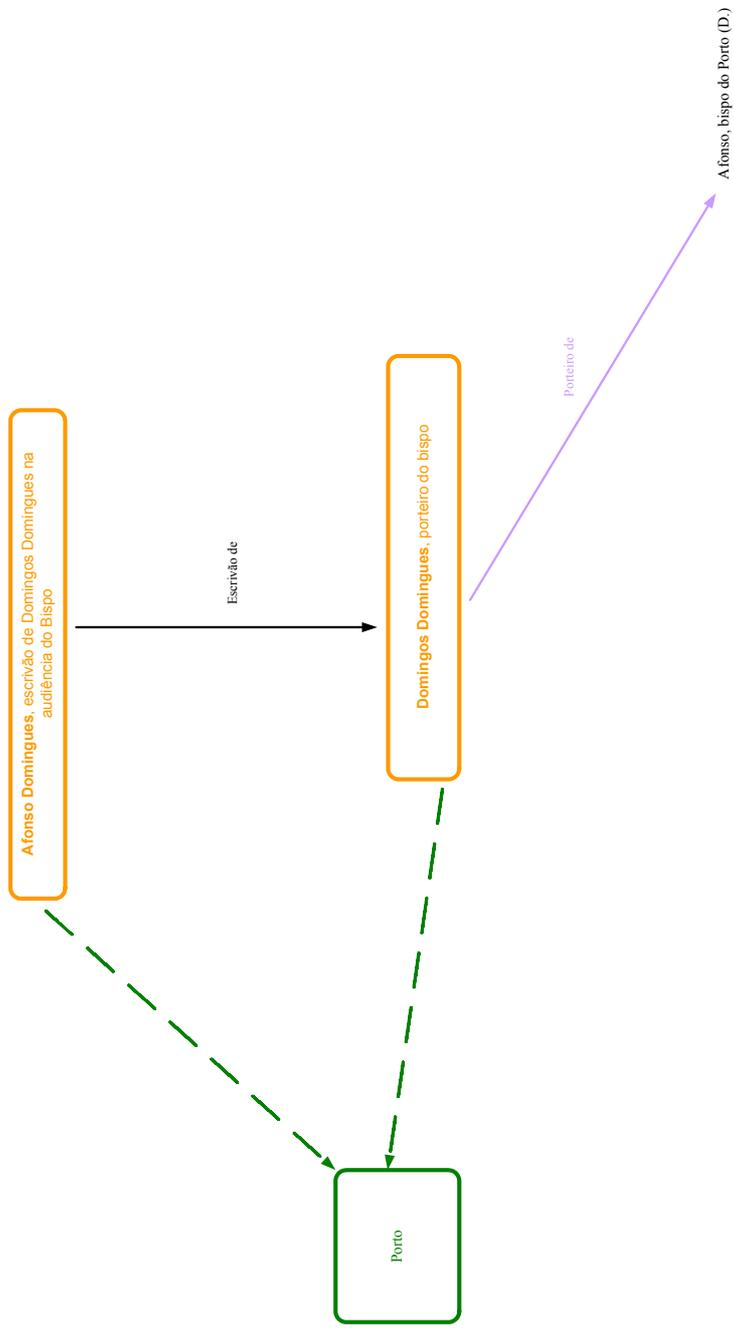 Afonso Domingues, escrivão de Domingos Domingues na
audiência do Bispo
Escrivão de
Domingos Domingues, porteiro do bispo
Porteiro de
Afonso, bispo do Porto (D.)
Porto